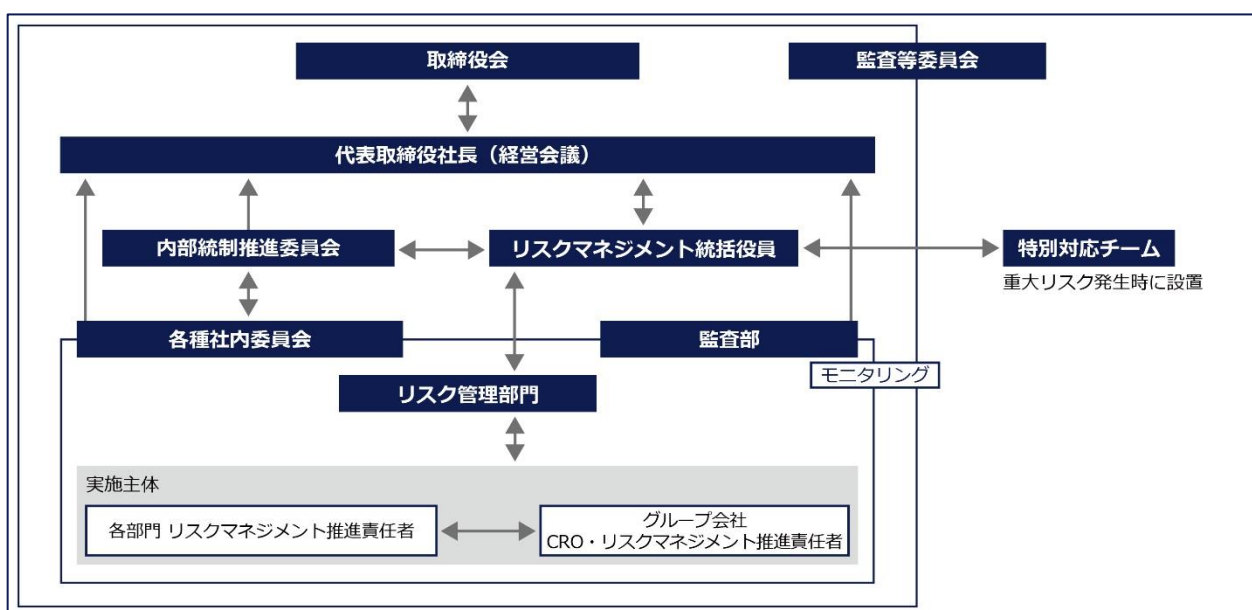 取締役会
監査等委員会
代表取締役社長（経営会議）
内部統制推進委員会
リスクマネジメント統括役員
特別対応チーム
重大リスク発生時に設置
各種社内委員会
監査部
モニタリング
リスク管理部門
実施主体
各部門 リスクマネジメント推進責任者
グループ会社
CRO・リスクマネジメント推進責任者